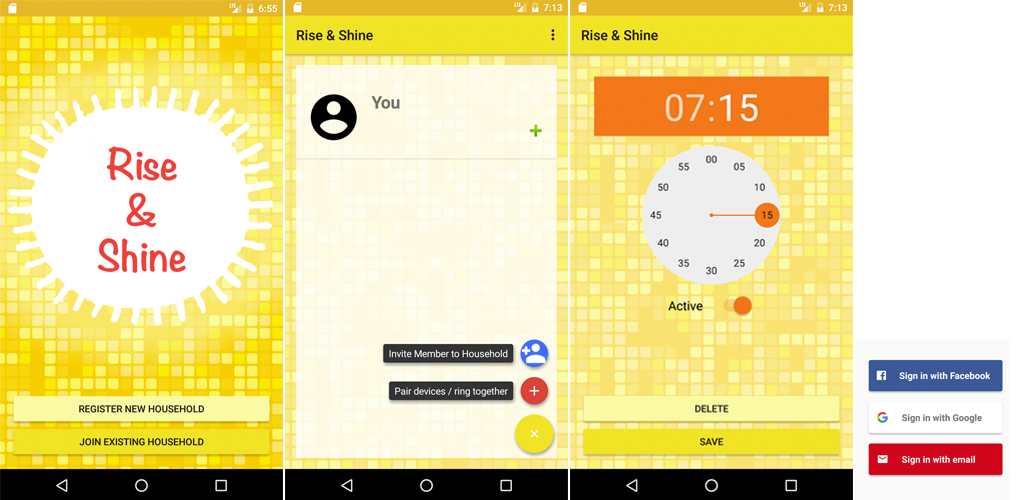 6:55
Rise
&
Shine
REGISTER NEW HOUSEHOLD
JOIN EXISTING HOUSEHOLD
7:13
Rise & Shine
You
Invite Member to Household
Pair devices / ring together
7:13
Rise & Shine
07:15
00
05
10
15
20
25
30
35
40
45
50
55
Active
DELETE
SAVE
Sign in with Facebook
Sign in with Google
Sign in with email